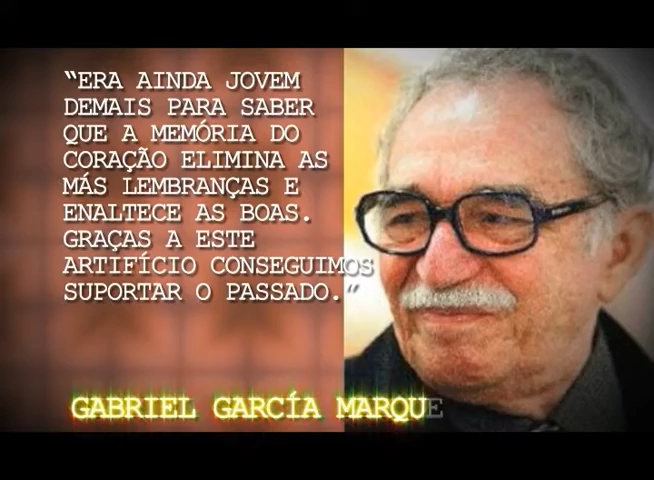 “ERA AINDA JOVEM
DEMAIS PARA SABER
QUE A MEMÓRIA DO
CORAÇÃO ELIMINA AS
MÁS LEMBRANÇAS E
ENALTECE AS BOAS.
GRAÇAS A ESTE
ARTIFÍCIO CONSEGUIMOS
SUPORTAR O PASSADO.”
GABRIEL GARCÍA MARQUE